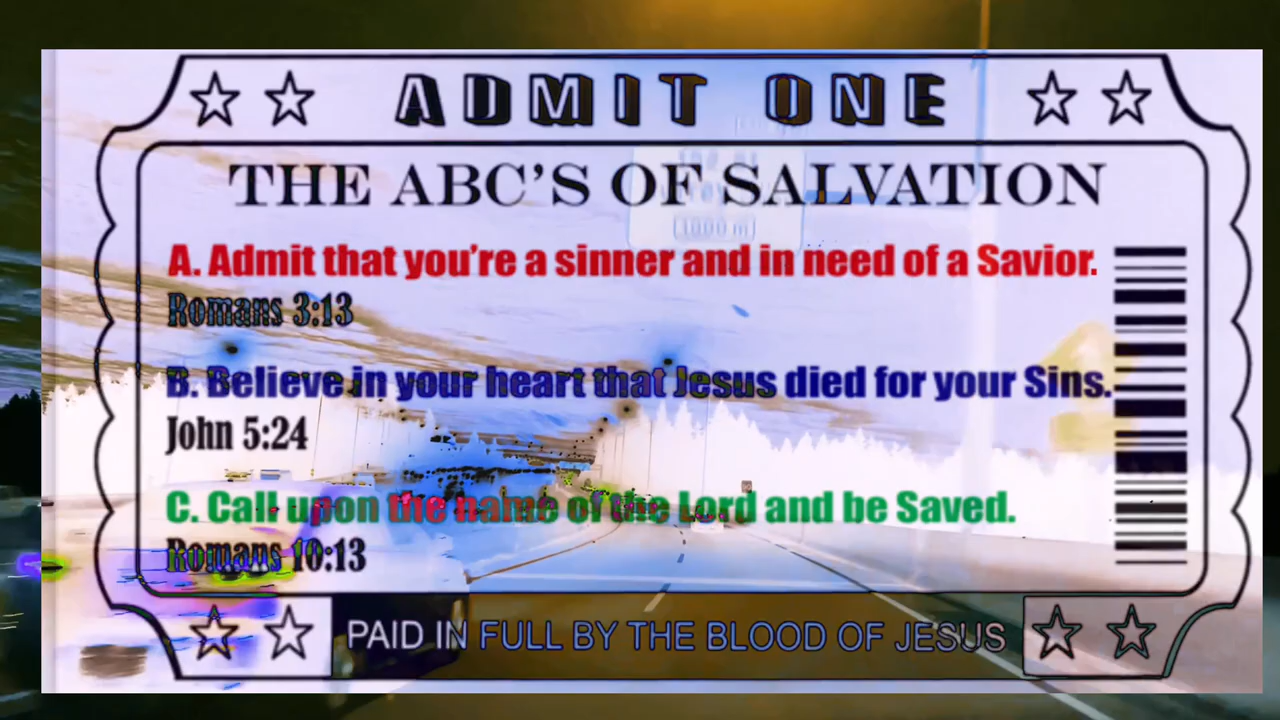 ADMIT ONE
THE ABC'S OF SALVATION
A. Admit that you're a sinner and in need of a Savior.
Romans 3:13
B. Believe in your heart that Jesus died for your Sins.
John 5:24
C. Call upon the name of the Lord and be Saved.
Romans 10:13
PAID IN FULL BY THE BLOOD OF JESUS
1000 m